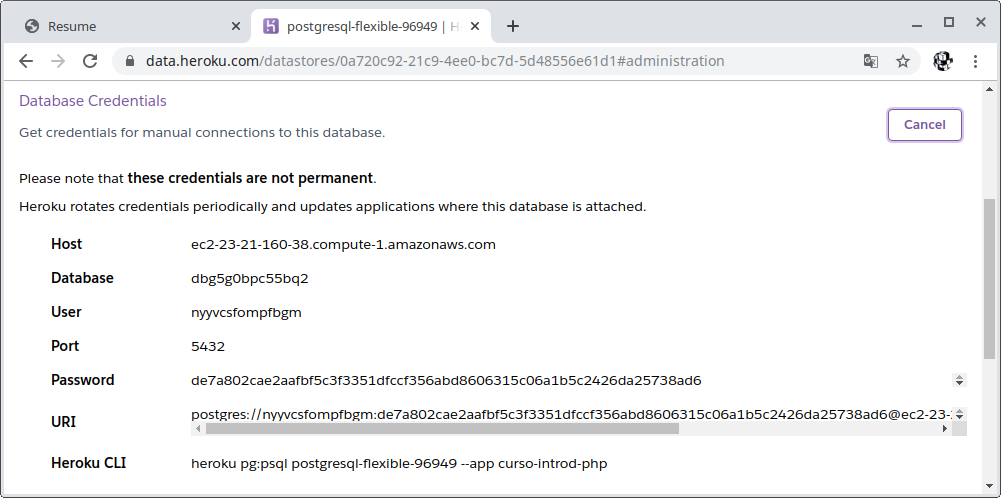 Resume
postgresql-flexible-96949 | H
data.heroku.com/datastores/0a720c92-21c9-4ee0-bc7d-5d48556e61d1#administration
Database Credentials
Get credentials for manual connections to this database.
Cancel
Please note that these credentials are not permanent.
Heroku rotates credentials periodically and updates applications where this database is attached.
Host ec2-23-21-160-38.compute-1.amazonaws.com
Database dbg5g0bpc55bq2
User nyyvcsfompfbgm
Port 5432
Password de7a802cae2aafbf5c3f3351dfccf356abd8606315c06a1b5c2426da25738ad6
URI postgres://nyyvcsfompfbgm:de7a802cae2aafbf5c3f3351dfccf356abd8606315c06a1b5c2426da25738ad6@ec2-23-
Heroku CLI heroku pg:psql postgresql-flexible-96949 --app curso-introd-php